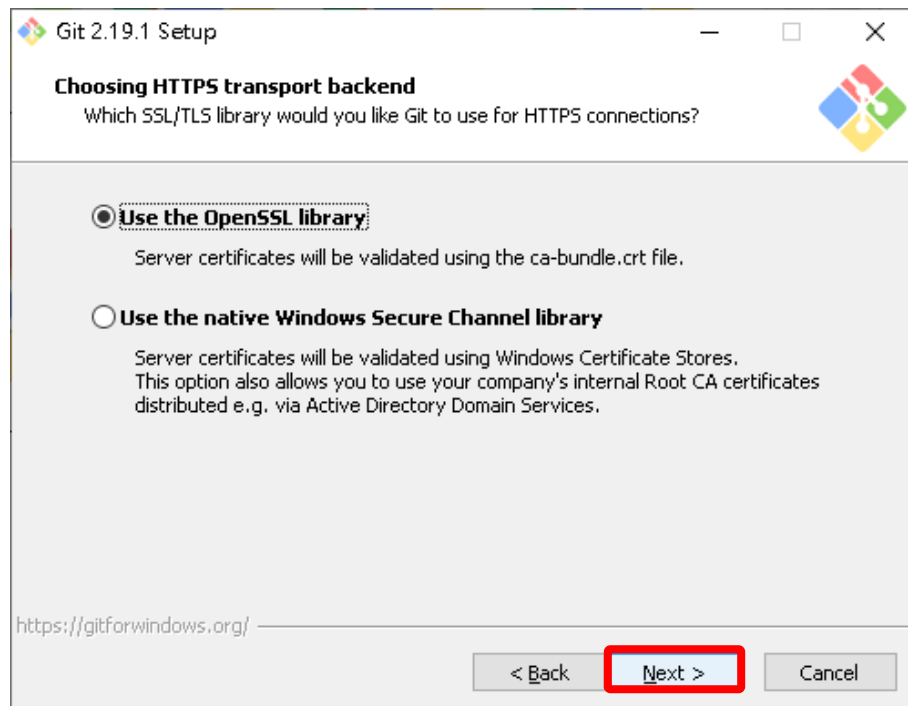 Git 2.19.1 Setup
Choosing HTTPS transport backend
Which SSL/TLS library would you like Git to use for HTTPS connections?
Use the OpenSSL library
Server certificates will be validated using the ca-bundle.crt file.
Use the native Windows Secure Channel library
Server certificates will be validated using Windows Certificate Stores.
This option also allows you to use your company's internal Root CA certificates
distributed e.g. via Active Directory Domain Services.
https://gitforwindows.org/
< Back Next > Cancel